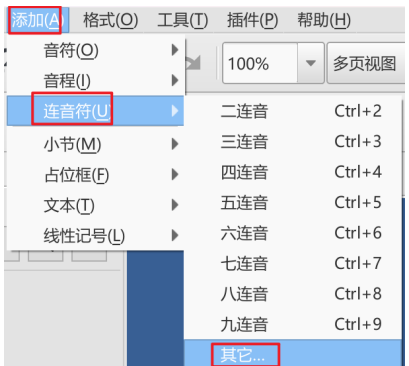 添加(A) 格式(O) 工具(T) 插件(P) 帮助(H)
音符(O)
100% 多页视图
音程(I)
连音符(U)
二连音 Ctrl+2
小节(M)
三连音 Ctrl+3
占位框(F)
四连音 Ctrl+4
文本(T)
五连音 Ctrl+5
线性记号(L)
六连音 Ctrl+6
七连音 Ctrl+7
八连音 Ctrl+8
九连音 Ctrl+9
其它...